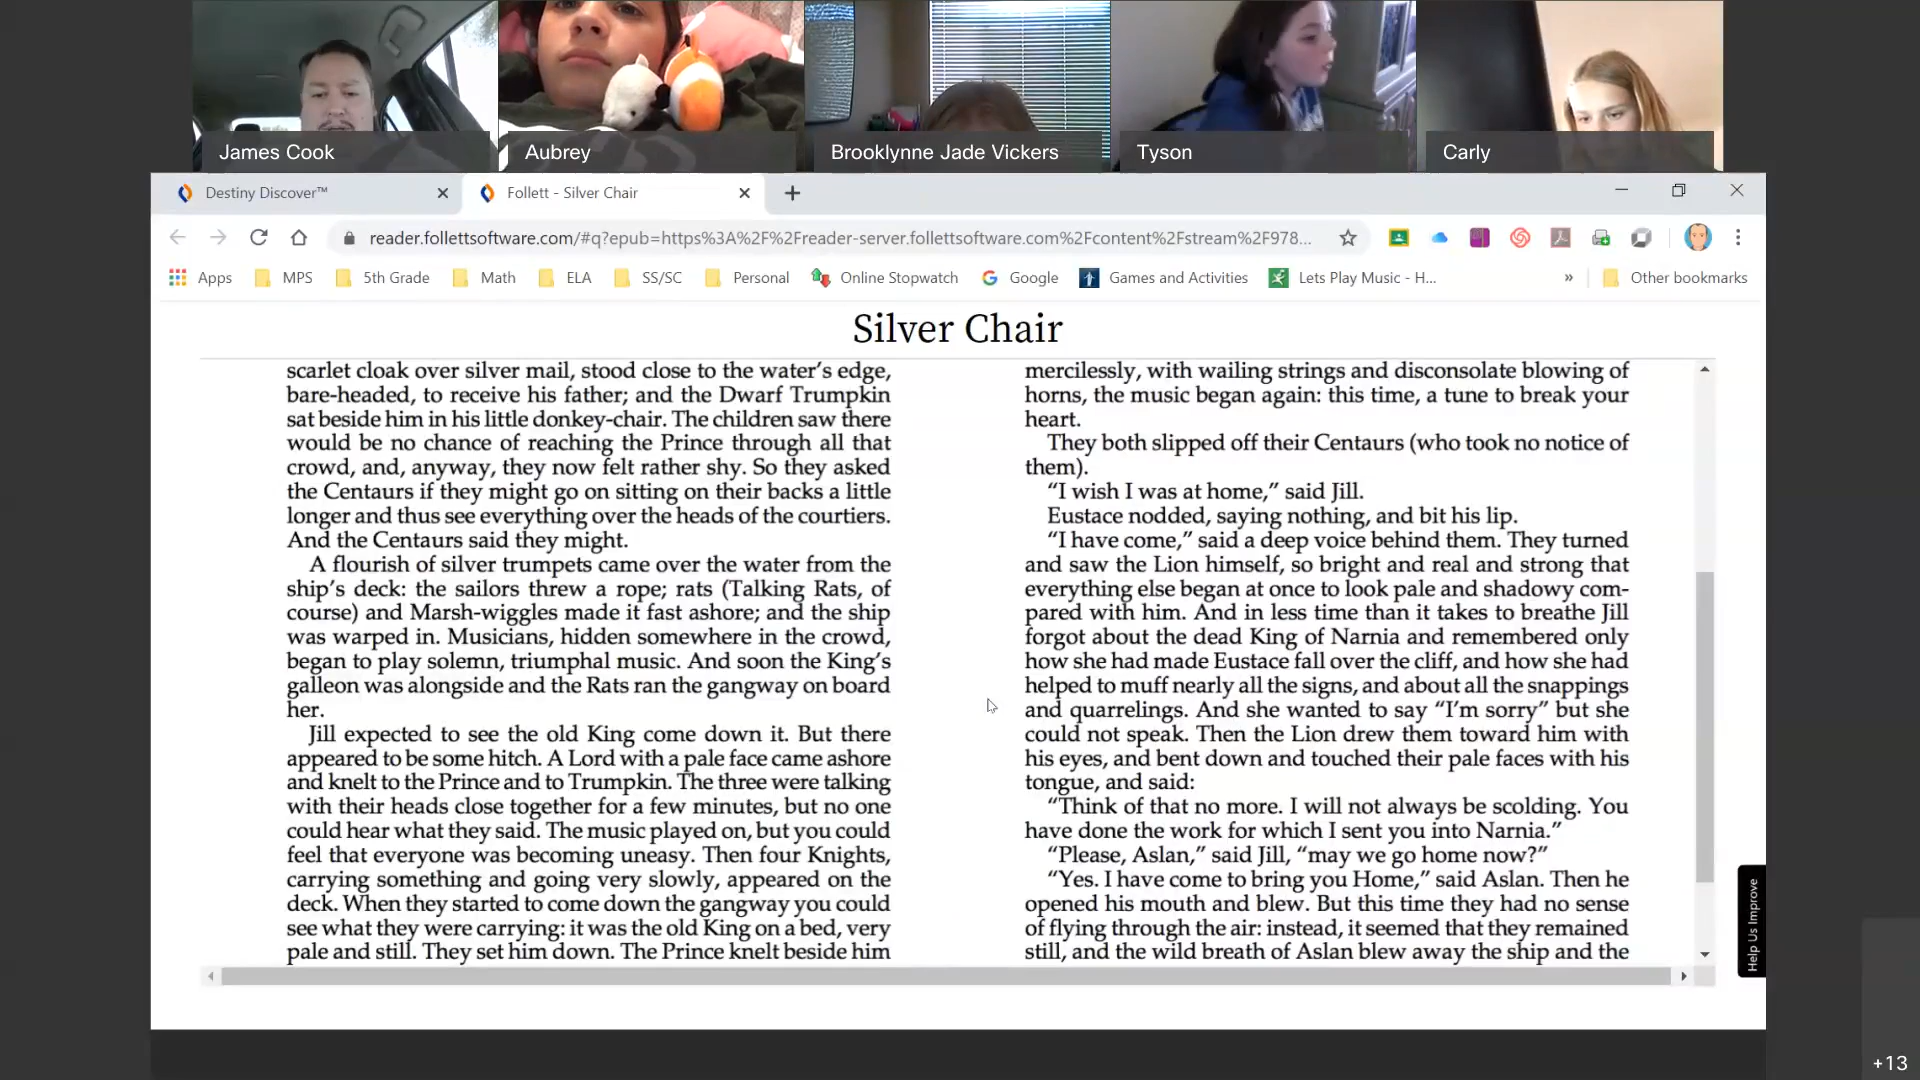 James Cook
Aubrey
Brooklynne Jade Vickers
Tyson
Carly
Destiny Discover™
Follett - Silver Chair
reader.follettsoftware.com/#q?epub=https%3A%2F%2Freader-server.follettsoftware.com%2Fcontent%2Fstream%2F978...
Apps
MPS
5th Grade
Math
ELA
SS/SC
Personal
Online Stopwatch
Google
Games and Activities
Lets Play Music - H...
»
Other bookmarks
Silver Chair
scarlet cloak over silver mail, stood close to the water’s edge,
bare-headed, to receive his father; and the Dwarf Trumpkin
sat beside him in his little donkey-chair. The children saw there
would be no chance of reaching the Prince through all that
crowd, and, anyway, they now felt rather shy. So they asked
the Centaurs if they might go on sitting on their backs a little
longer and thus see everything over the heads of the courtiers.
And the Centaurs said they might.
A flourish of silver trumpets came over the water from the
ship’s deck: the sailors threw a rope; rats (Talking Rats, of
course) and Marsh-wiggles made it fast ashore; and the ship
was warped in. Musicians, hidden somewhere in the crowd,
began to play solemn, triumphal music. And soon the King’s
galleon was alongside and the Rats ran the gangway on board
her.
Jill expected to see the old King come down it. But there
appeared to be some hitch. A Lord with a pale face came ashore
and knelt to the Prince and to Trumpkin. The three were talking
with their heads close together for a few minutes, but no one
could hear what they said. The music played on, but you could
feel that everyone was becoming uneasy. Then four Knights,
carrying something and going very slowly, appeared on the
deck. When they started to come down the gangway you could
see what they were carrying: it was the old King on a bed, very
pale and still. They set him down. The Prince knelt beside him
mercilessly, with wailing strings and disconsolate blowing of
horns, the music began again: this time, a tune to break your
heart.
They both slipped off their Centaurs (who took no notice of
them).
“I wish I was at home,” said Jill.
Eustace nodded, saying nothing, and bit his lip.
“I have come,” said a deep voice behind them. They turned
and saw the Lion himself, so bright and real and strong that
everything else began at once to look pale and shadowy com-
pared with him. And in less time than it takes to breathe Jill
forgot about the dead King of Narnia and remembered only
how she had made Eustace fall over the cliff, and how she had
helped to muff nearly all the signs, and about all the snappings
and quarrelings. And she wanted to say “I’m sorry” but she
could not speak. Then the Lion drew them toward him with
his eyes, and bent down and touched their pale faces with his
tongue, and said:
“Think of that no more. I will not always be scolding. You
have done the work for which I sent you into Narnia.”
“Please, Aslan,” said Jill, “may we go home now?”
“Yes. I have come to bring you Home,” said Aslan. Then he
opened his mouth and blew. But this time they had no sense
of flying through the air: instead, it seemed that they remained
still, and the wild breath of Aslan blew away the ship and the
Help Us Improve
+13